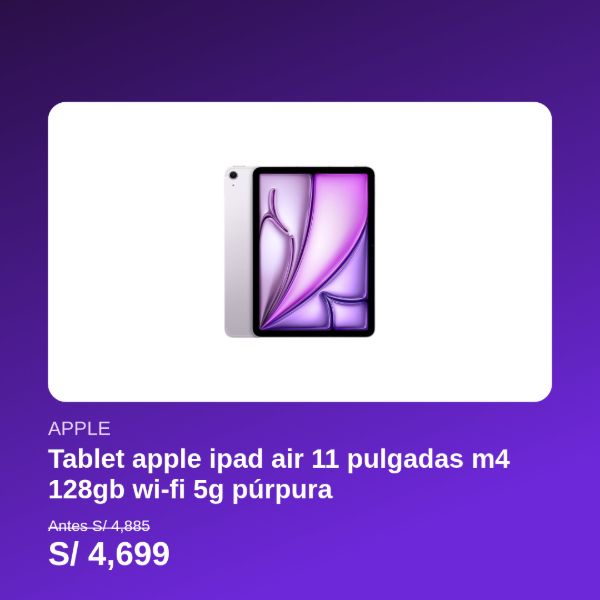 APPLE
Tablet apple ipad air 11 pulgadas m4
128gb wi-fi 5g púrpura
Antes S/ 4,885
S/ 4,699